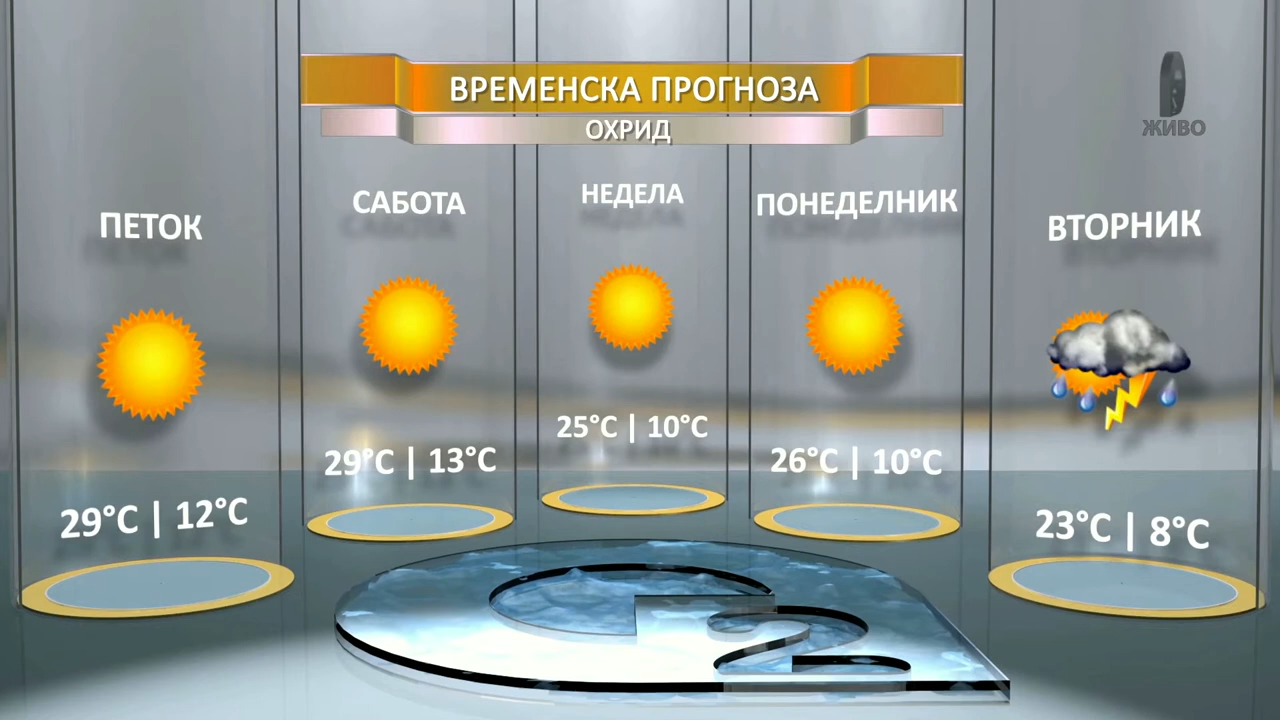 ВРЕМЕНСКА ПРОГНОЗА
ОХРИД
ЖИВО
ПЕТОК
29°C | 12°C
САБОТА
29°C | 13°C
НЕДЕЛА
25°C | 10°C
ПОНЕДЕЛНИК
26°C | 10°C
ВТОРНИК
23°C | 8°C
2